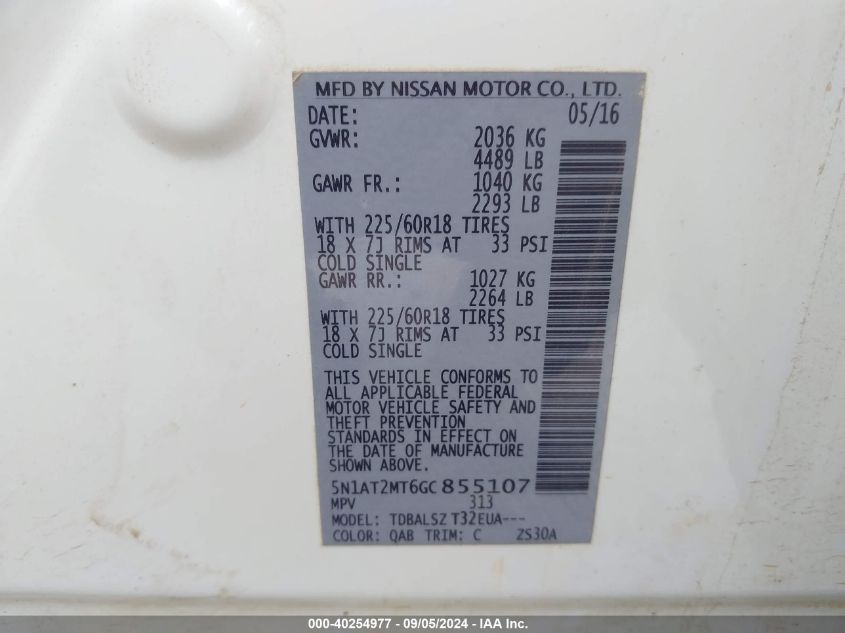 MFD BY NISSAN MOTOR CO., LTD.
DATE: 05/16
GVWR: 2036 KG
4489 LB
GAWR FR.: 1040 KG
2293 LB
WITH 225/60R18 TIRES
18 X 7J RIMS AT 33 PSI
COLD SINGLE
GAWR RR.: 1027 KG
2264 LB
WITH 225/60R18 TIRES
18 X 7J RIMS AT 33 PSI
COLD SINGLE
THIS VEHICLE CONFORMS TO
ALL APPLICABLE FEDERAL
MOTOR VEHICLE SAFETY AND
THEFT PREVENTION
STANDARDS IN EFFECT ON
THE DATE OF MANUFACTURE
SHOWN ABOVE.
5N1AT2MT6GC855107
MPV 313
MODEL: TDBALSZ T32EUA---
COLOR: QAB TRIM: C ZS30A
000-40254977 - 09/05/2024 - IAA Inc.